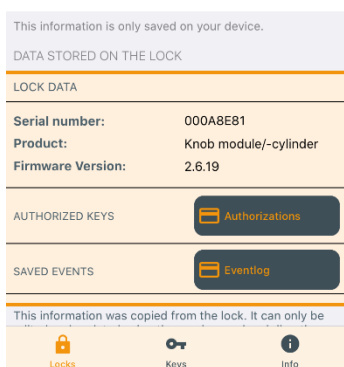 This information is only saved on your device.
DATA STORED ON THE LOCK
LOCK DATA
Serial number: 000A8E81
Product: Knob module/-cylinder
Firmware Version: 2.6.19
AUTHORIZED KEYS Authorizations
SAVED EVENTS Eventlog
This information was copied from the lock. It can only be
Locks Keys Info